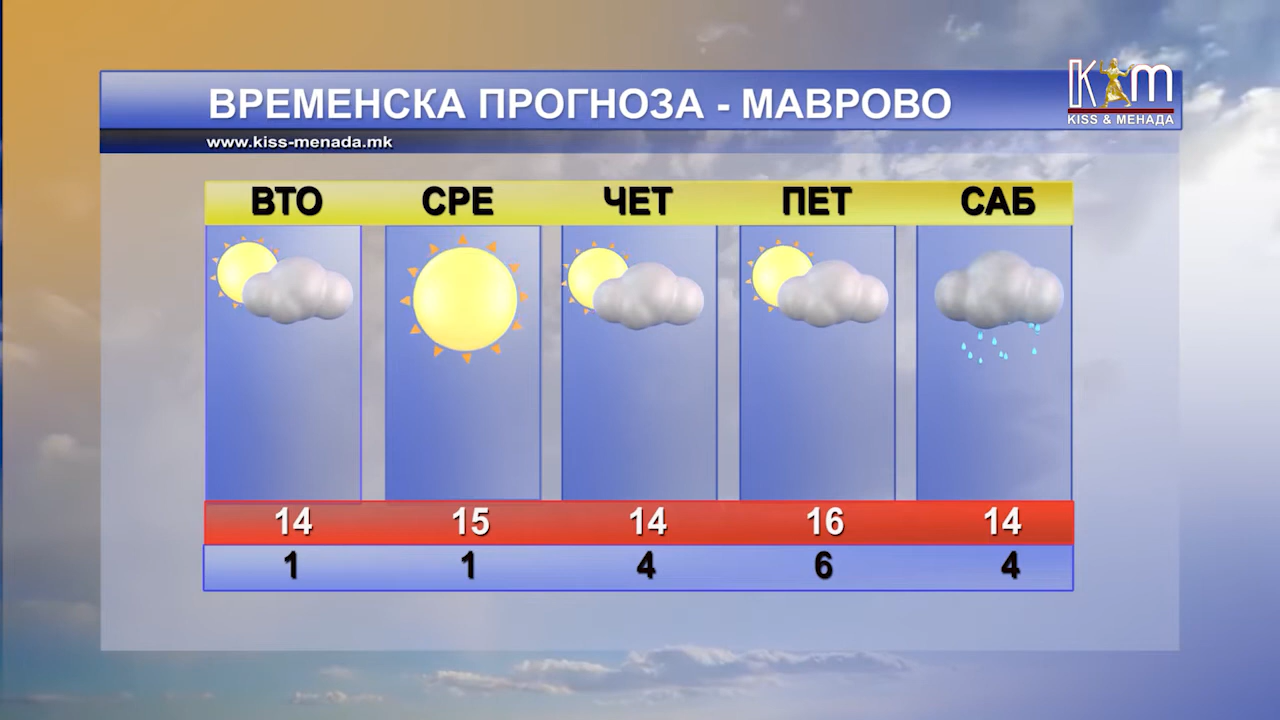 ВРЕМЕНСКА ПРОГНОЗА - МАВРОВО
KM
KISS & МЕНАДА
www.kiss-menada.mk
ВТО СРЕ ЧЕТ ПЕТ САБ
14 15 14 16 14
1 1 4 6 4